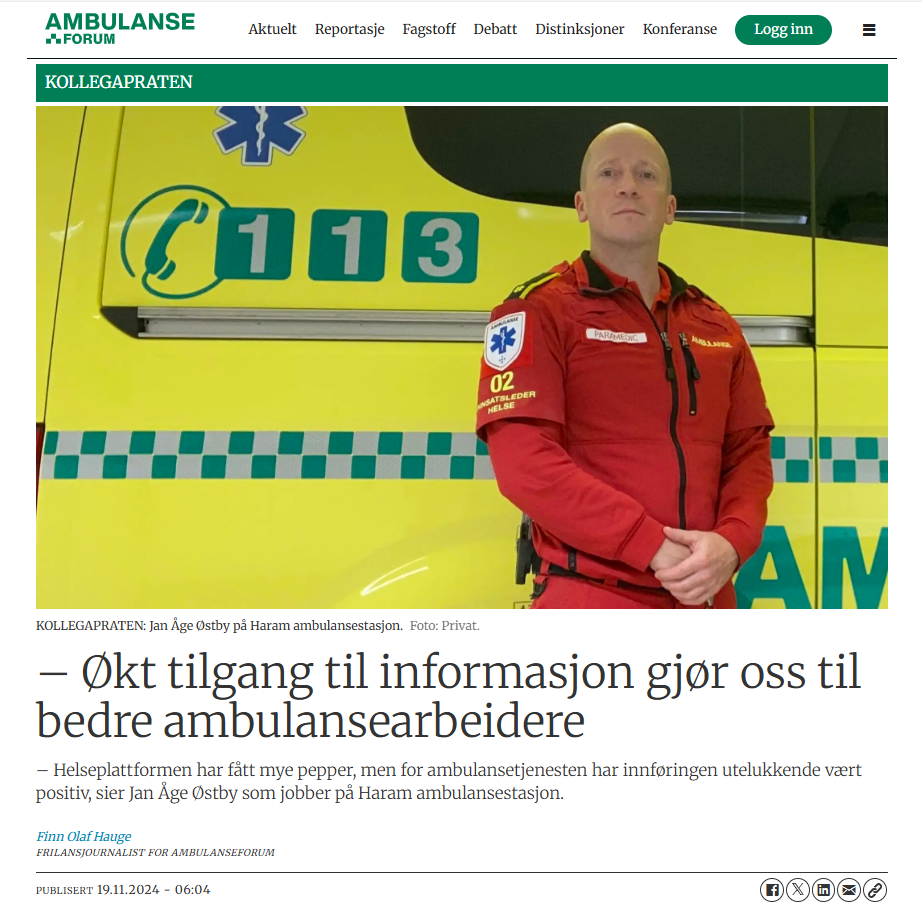 AMBULANSE
FORUM
Aktuelt Reportasje Fagstoff Debatt Distinksjoner Konferanse Logg inn
KOLLEGAPRATEN
113
AMBULANSE
PARAMEDIC
AMBULANSE
02
INNSATSLEDER
HELSE
AM
KOLLEGAPRATEN: Jan Åge Østby på Haram ambulansestasjon. Foto: Privat.
– Økt tilgang til informasjon gjør oss til
bedre ambulansearbeidere
– Helseplattformen har fått mye pepper, men for ambulansetjenesten har innføringen utelukkende vært
positiv, sier Jan Åge Østby som jobber på Haram ambulansestasjon.
Finn Olaf Hauge
FRILANSJOURNALIST FOR AMBULANSEFORUM
PUBLISERT 19.11.2024 - 06:04